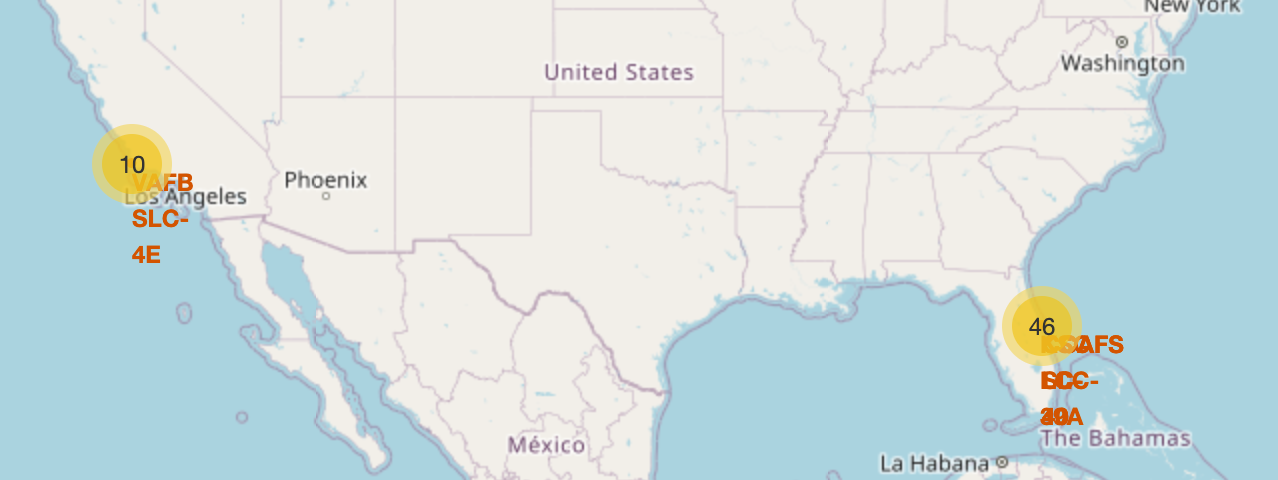 New York
Washington
United States
10
VAFB
Los Angeles
Phoenix
SLC-
4E
46
México
The Bahamas
La Habana